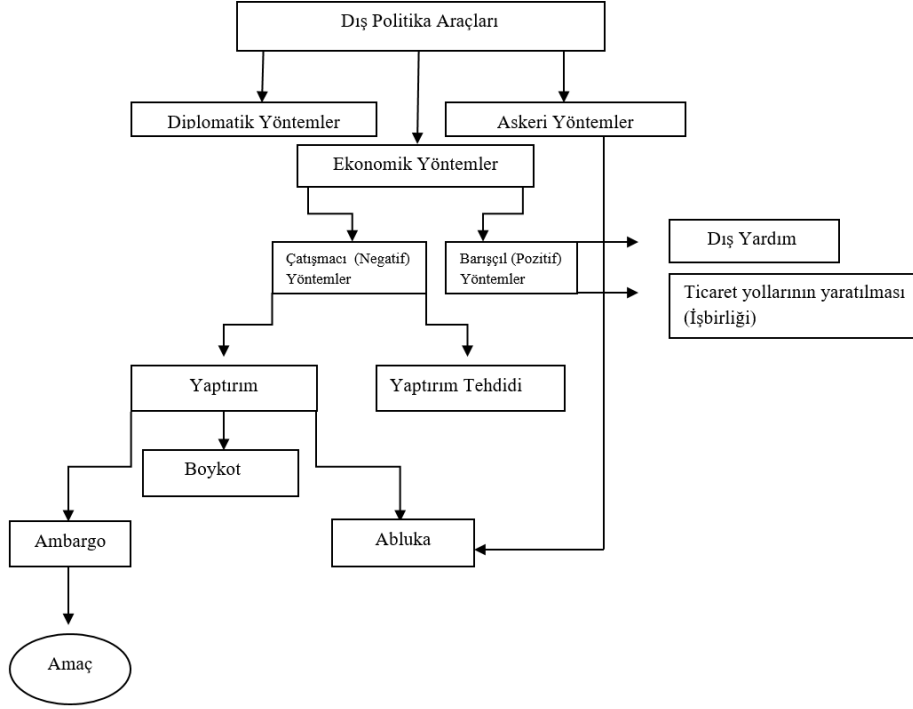 Dış Politika Araçları
Diplomatik Yöntemler
Askeri Yöntemler
Ekonomik Yöntemler
Çatışmacı (Negatif)
Yöntemler
Barışçıl (Pozitif)
Yöntemler
Dış Yardım
Ticaret yollarının yaratılması
(İşbirliği)
Yaptırım
Yaptırım Tehdidi
Boykot
Ambargo
Abluka
Amaç